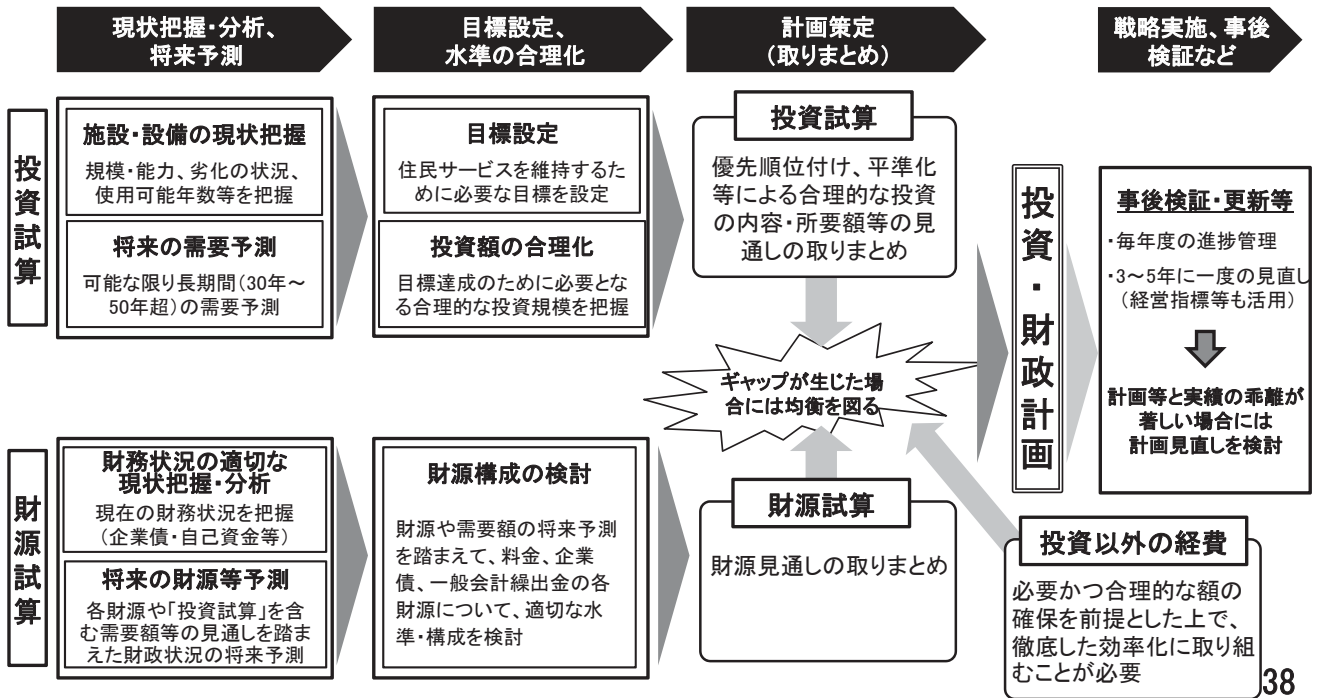 現状把握・分析、
将来予測
目標設定、
水準の合理化
計画策定
(取りまとめ)
戦略実施、事後
検証など
投資試算
施設・設備の現状把握
規模・能力、劣化の状況、
使用可能年数等を把握
将来の需要予測
可能な限り長期間(30年～
50年超)の需要予測
目標設定
住民サービスを維持するた
めに必要な目標を設定
投資額の合理化
目標達成のために必要とな
る合理的な投資規模を把握
投資試算
優先順位付け、平準化
等による合理的な投資
の内容・所要額等の見
通しの取りまとめ
ギャップが生じた場
合には均衡を図る
投資・財政計画
事後検証・更新等
・毎年度の進捗管理
・3～5年に一度の見直し
(経営指標等も活用)
計画等と実績の乖離が
著しい場合には
計画見直しを検討
財源試算
財務状況の適切な
現状把握・分析
現在の財務状況を把握
(企業債・自己資金等)
将来の財源等予測
各財源や「投資試算」を含
む需要額等の見通しを踏ま
えた財政状況の将来予測
財源構成の検討
財源や需要額の将来予測
を踏まえて、料金、企業
債、一般会計繰出金の各
財源について、適切な水
準・構成を検討
財源試算
財源見通しの取りまとめ
投資以外の経費
必要かつ合理的な額の
確保を前提とした上で、
徹底した効率化に取り組
むことが必要
38